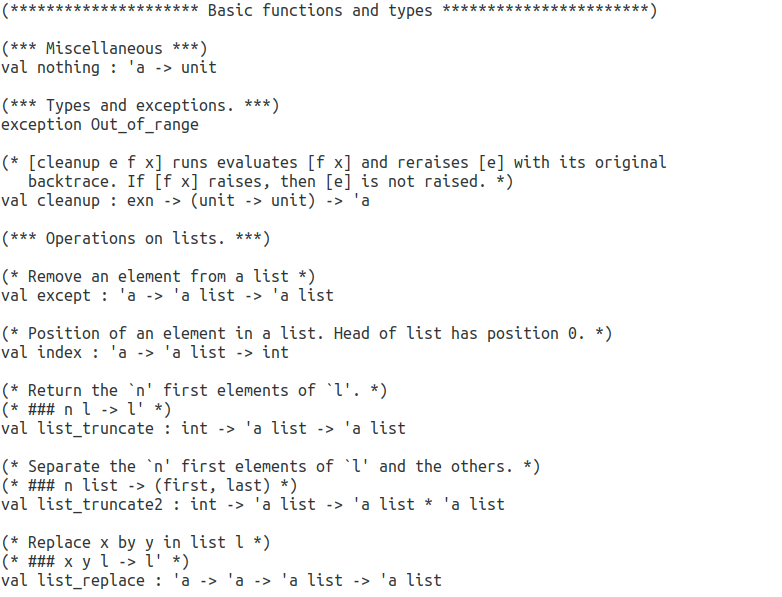 (********************* Basic functions and types ***********************)
(*** Miscellaneous ***)
val nothing : 'a -> unit
(*** Types and exceptions. ***)
exception Out_of_range
(* [cleanup e f x] runs evaluates [f x] and reraises [e] with its original
backtrace. If [f x] raises, then [e] is not raised. *)
val cleanup : exn -> (unit -> unit) -> 'a
(*** Operations on lists. ***)
(* Remove an element from a list *)
val except : 'a -> 'a list -> 'a list
(* Position of an element in a list. Head of list has position 0. *)
val index : 'a -> 'a list -> int
(* Return the `n' first elements of `l'. *)
(* ### n l -> l' *)
val list_truncate : int -> 'a list -> 'a list
(* Separate the `n' first elements of `l' and the others. *)
(* ### n list -> (first, last) *)
val list_truncate2 : int -> 'a list -> 'a list * 'a list
(* Replace x by y in list l *)
(* ### x y l -> l' *)
val list_replace : 'a -> 'a -> 'a list -> 'a list